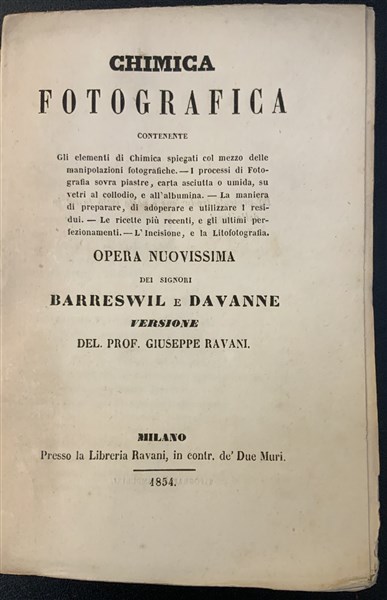 CHIMICA
FOTOGRAFICA
CONTENENTE
Gli elementi di Chimica spiegati col mezzo delle
manipolazioni fotografiche. — I processi di Foto-
grafia sovra piastre, carta asciutta o umida, su
vetri al collodio, e all'albumina. — La maniera
di preparare, di adoperare e utilizzare I resi-
dui. — Le ricette più recenti, e gli ultimi per-
fezionamenti. — L'Incisione, e la Litofotografia.
OPERA NUOVISSIMA
DEI SIGNORI
BARRESWIL E DAVANNE
VERSIONE
DEL. PROF. GIUSEPPE RAVANI.
MILANO
Presso la Libreria Ravani, in contr. de' Due Muri.
1854.